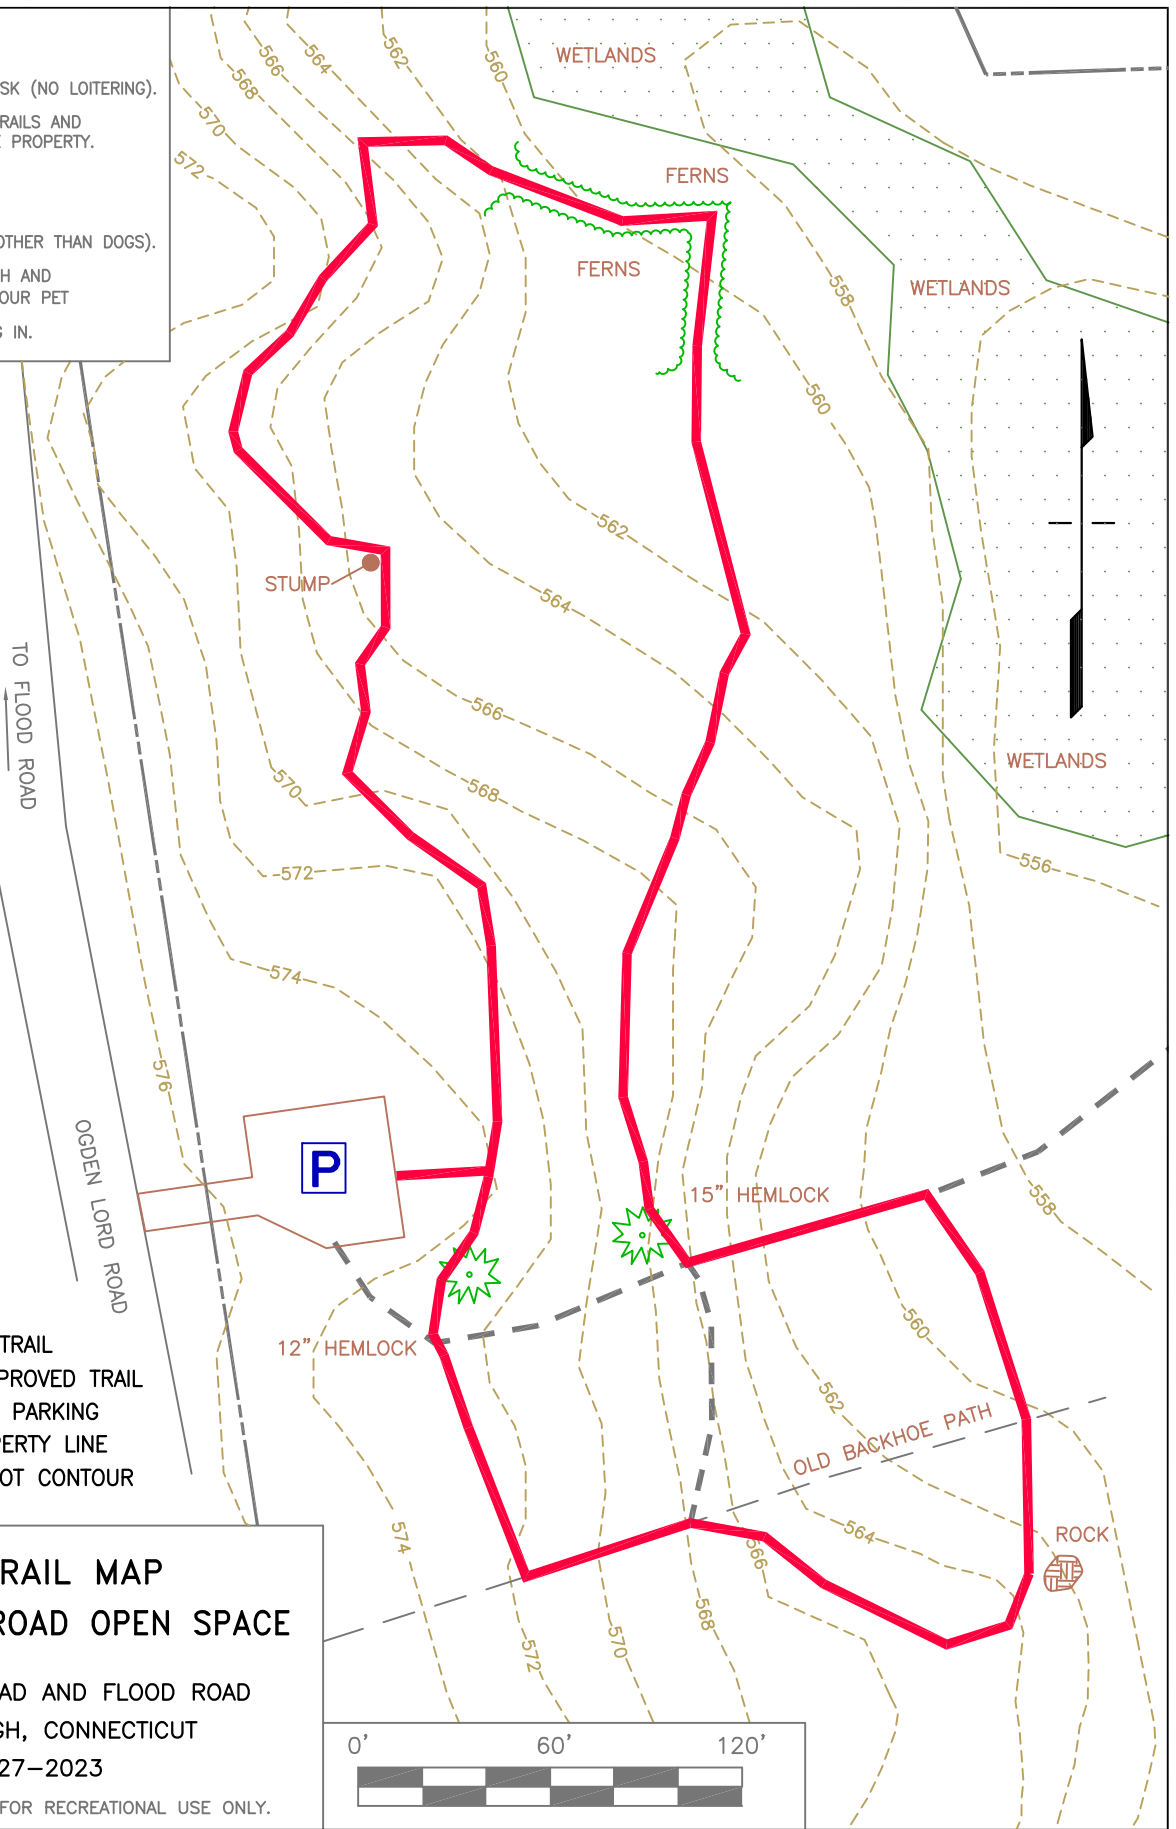 SK (NO LOITERING).
RAILS AND
PROPERTY.
OTHER THAN DOGS).
H AND
OUR PET
IN.
WETLANDS
FERNS
FERNS
WETLANDS
WETLANDS
572
570
568
566
564
562
560
558
560
562
564
566
568
570
572
574
576
556
558
560
562
564
566
568
570
572
574
STUMP
TO FLOOD ROAD
OGDEN LORD ROAD
P
15" HEMLOCK
12" HEMLOCK
OLD BACKHOE PATH
ROCK
N
TRAIL
PROVED TRAIL
PARKING
PERTY LINE
OT CONTOUR
RAIL MAP
ROAD OPEN SPACE
AD AND FLOOD ROAD
GH, CONNECTICUT
27-2023
FOR RECREATIONAL USE ONLY.
0' 60' 120'